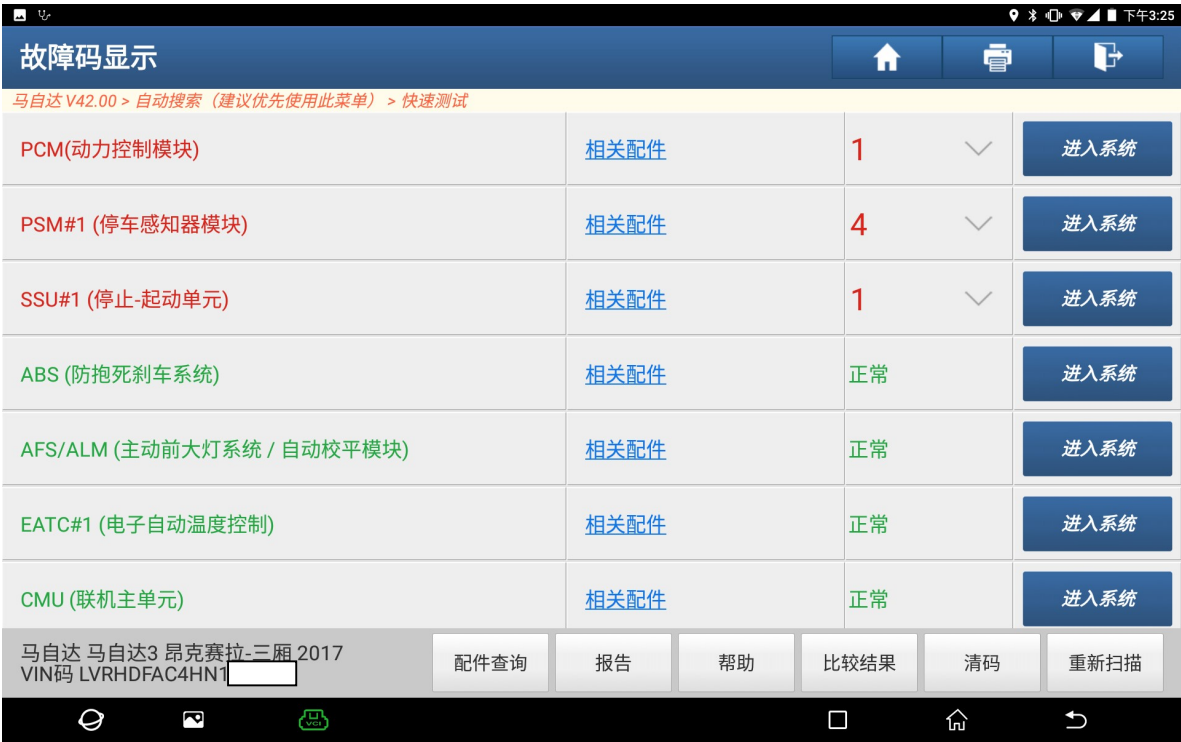 下午3:25
故障码显示
马自达 V42.00 > 自动搜索（建议优先使用此菜单） > 快速测试
PCM(动力控制模块) 相关配件 1 进入系统
PSM#1 (停车感知器模块) 相关配件 4 进入系统
SSU#1 (停止-起动单元) 相关配件 1 进入系统
ABS (防抱死刹车系统) 相关配件 正常 进入系统
AFS/ALM (主动前大灯系统 / 自动校平模块) 相关配件 正常 进入系统
EATC#1 (电子自动温度控制) 相关配件 正常 进入系统
CMU (联机主单元) 相关配件 正常 进入系统
马自达 马自达3 昂克赛拉-三厢 2017
VIN码 LVRHDFAC4HN1
配件查询 报告 帮助 比较结果 清码 重新扫描
VCI